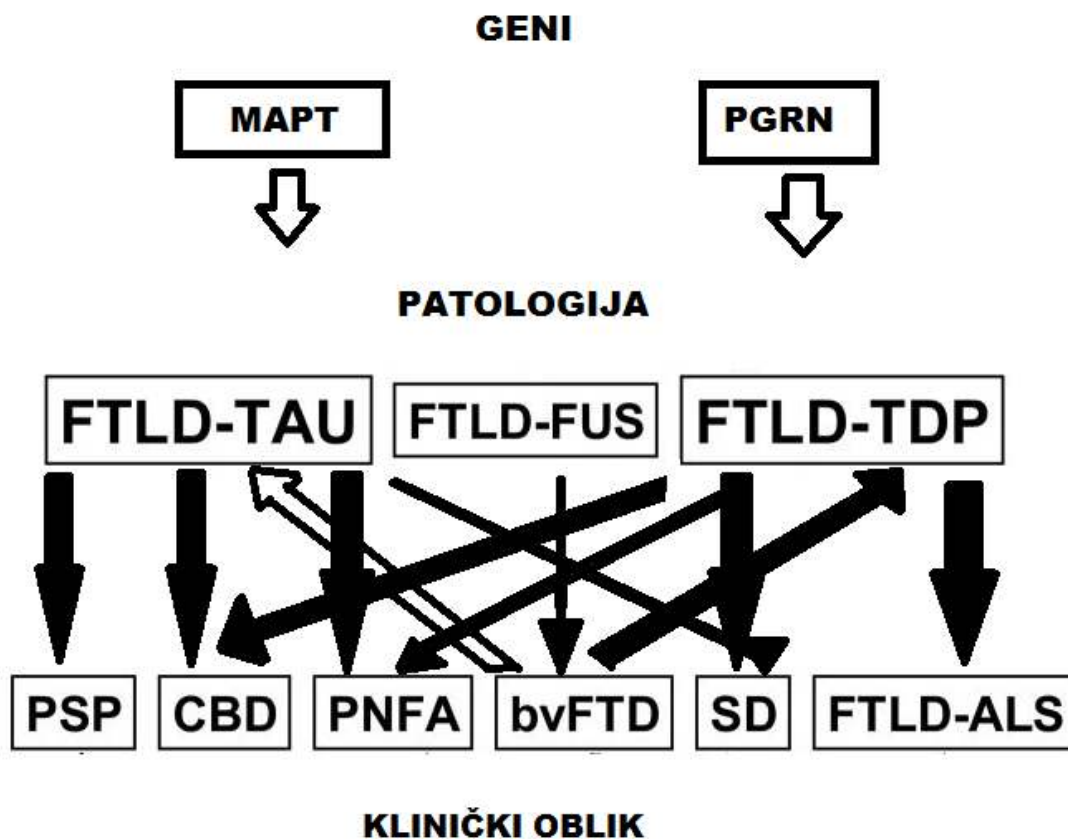 GENI
MAPT PGRN
PATOLOGIJA
FTLD-TAU FTLD-FUS FTLD-TDP
PSP CBD PNFA bvFTD SD FTLD-ALS
KLINIČKI OBLIK